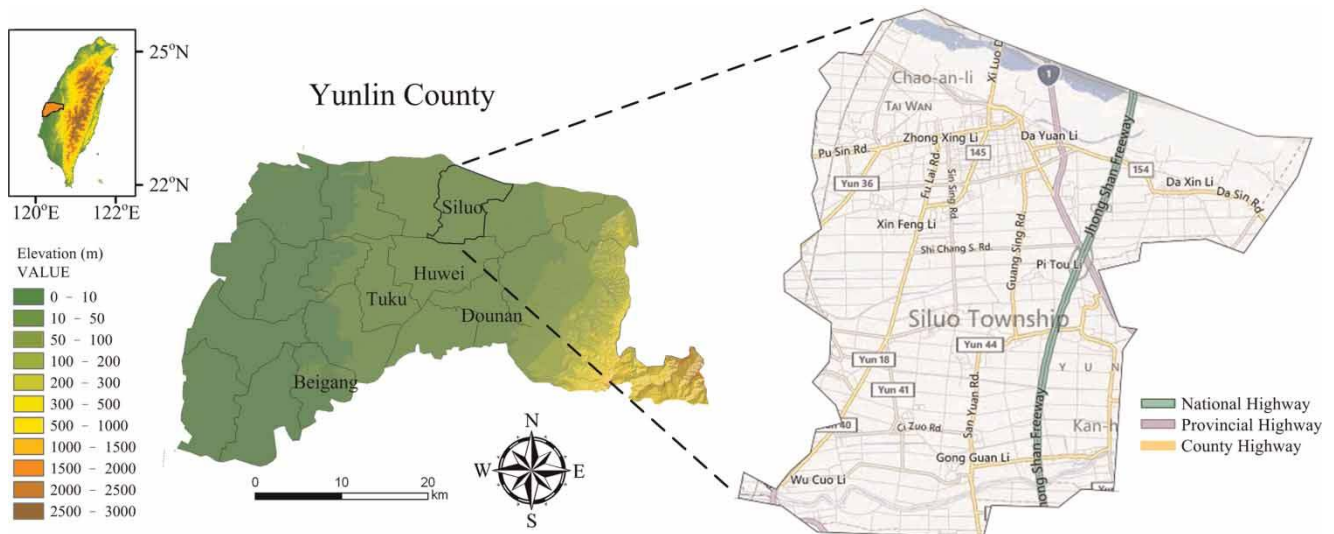 25°N
22°N
120°E
122°E
Yunlin County
Elevation (m)
VALUE
0 – 10
10 – 50
50 – 100
100 – 200
200 – 300
300 – 500
500 – 1000
1000 – 1500
1500 – 2000
2000 – 2500
2500 – 3000
Siluo
Huwei
Tuku
Dounan
Beigang
N
W
E
S
0
10
20
km
Chao-an-li
TAI WAN
Xi Luo D
1
Zhong Xing Li
Da Yuan Li
Pu Sin Rd.
145
154
Yun 36
Fu Lai Rd
Sin Sing Rd
Da Xin Li
Da Sin Rd
Jhong Shan Freeway
Xin Feng Li
Shi Chang S. Rd.
Guang Sing Rd
Pi Tou Li
Siluo Township
Yun 44
Yun 18
YUN
Yun 41
San Yuan Rd.
Jhong Shan Freeway
un 40
Ci Zuo Rd
Kan-h
Gong Guan Li
Wu Cuo Li
National Highway
Provincial Highway
County Highway